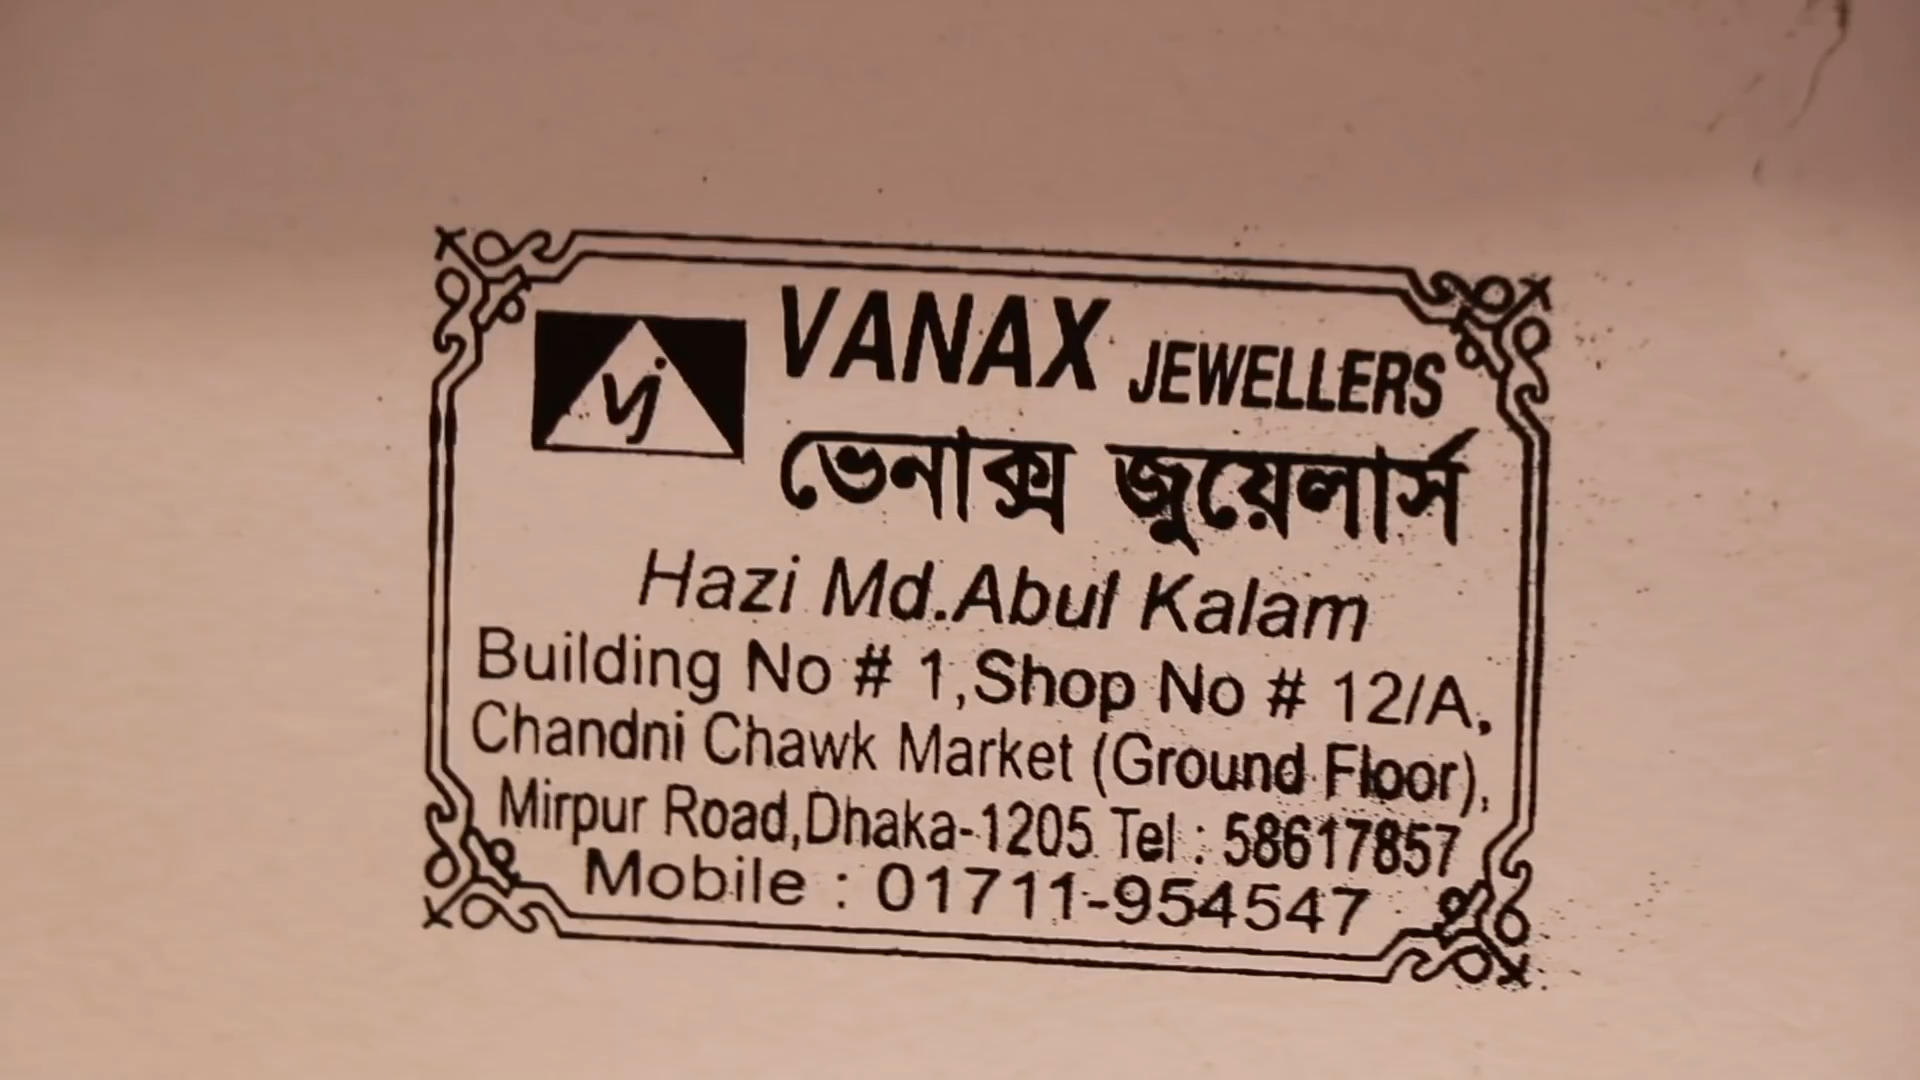 Vj
VANAX JEWELLERS
ভেনাক্স জুয়েলার্স
Hazi Md.Abul Kalam
Building No # 1,Shop No # 12/A,
Chandni Chawk Market (Ground Floor),
Mirpur Road,Dhaka-1205 Tel : 58617857
Mobile : 01711-954547